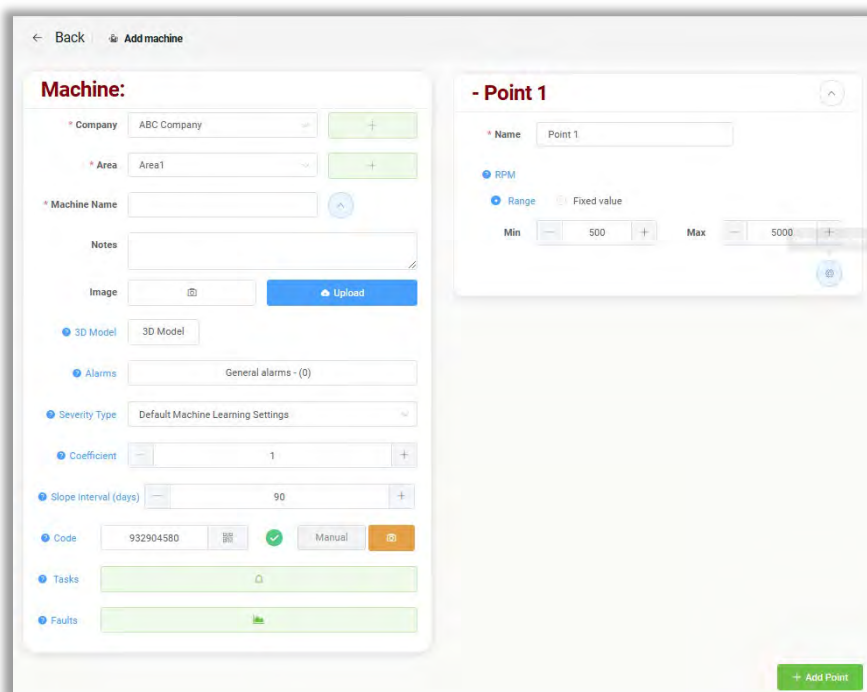 ← Back Add machine
Machine:
* Company ABC Company +
* Area Area1 +
* Machine Name
Notes
Image Upload
3D Model 3D Model
Alarms General alarms - (0)
Severity Type Default Machine Learning Settings
Coefficient — 1 +
Slope interval (days) — 90 +
Code 932904580 Manual
Tasks
Faults
- Point 1
* Name Point 1
RPM
Range Fixed value
Min — 500 + Max — 5000 +
+ Add Point